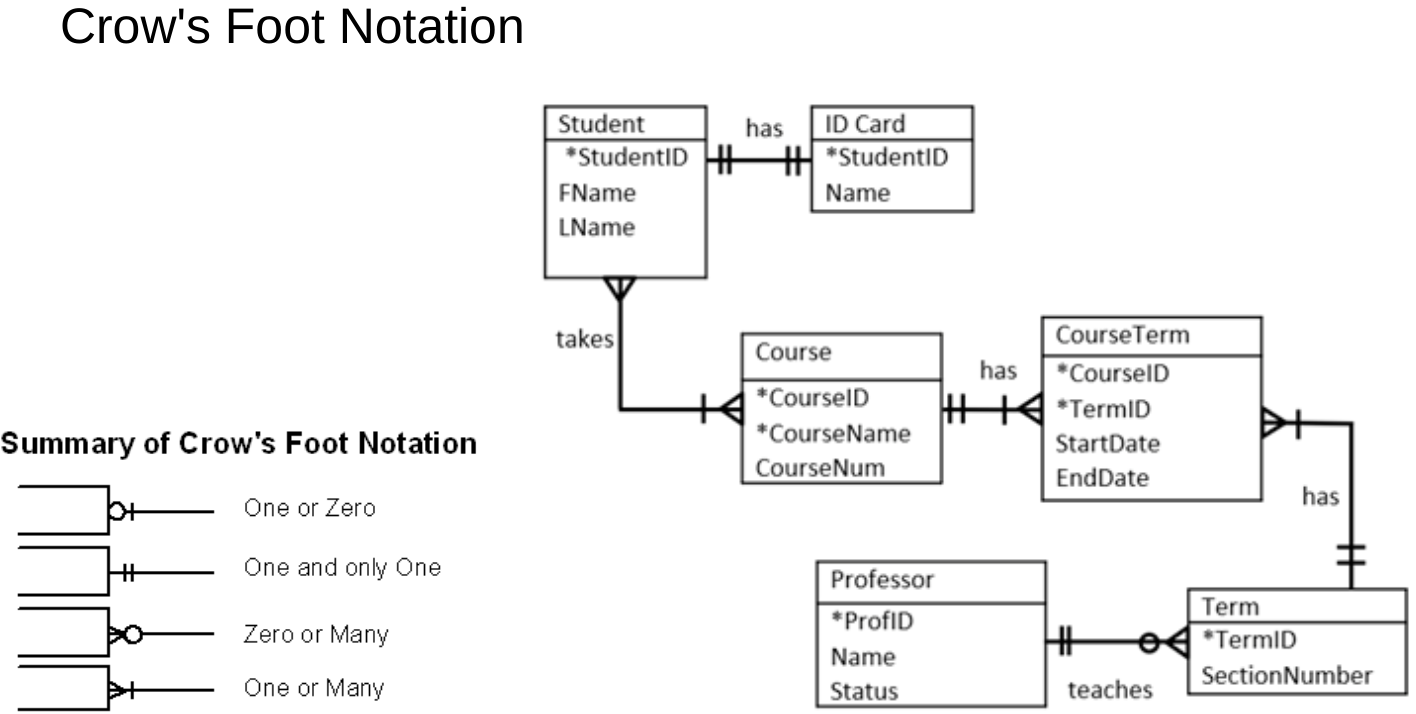 Crow's Foot Notation
Student
*StudentID
FName
LName
has
ID Card
*StudentID
Name
takes
Course
*CourseID
*CourseName
CourseNum
has
CourseTerm
*CourseID
*TermID
StartDate
EndDate
has
Summary of Crow's Foot Notation
One or Zero
One and only One
Zero or Many
One or Many
Professor
*ProfID
Name
Status
teaches
Term
*TermID
SectionNumber